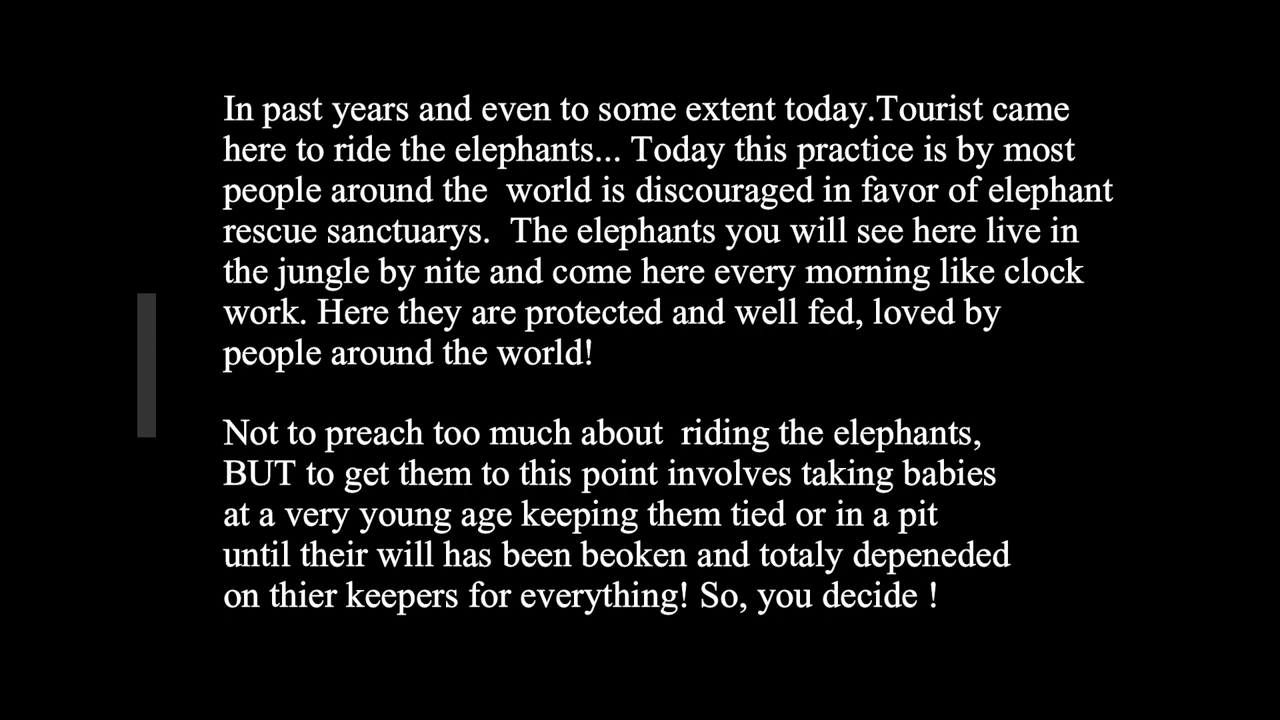 In past years and even to some extent today.Tourist came
here to ride the elephants... Today this practice is by most
people around the  world is discouraged in favor of elephant
rescue sanctuarys.  The elephants you will see here live in
the jungle by nite and come here every morning like clock
work. Here they are protected and well fed, loved by
people around the world!
Not to preach too much about  riding the elephants,
BUT to get them to this point involves taking babies
at a very young age keeping them tied or in a pit
until their will has been beoken and totaly depeneded
on thier keepers for everything! So, you decide !